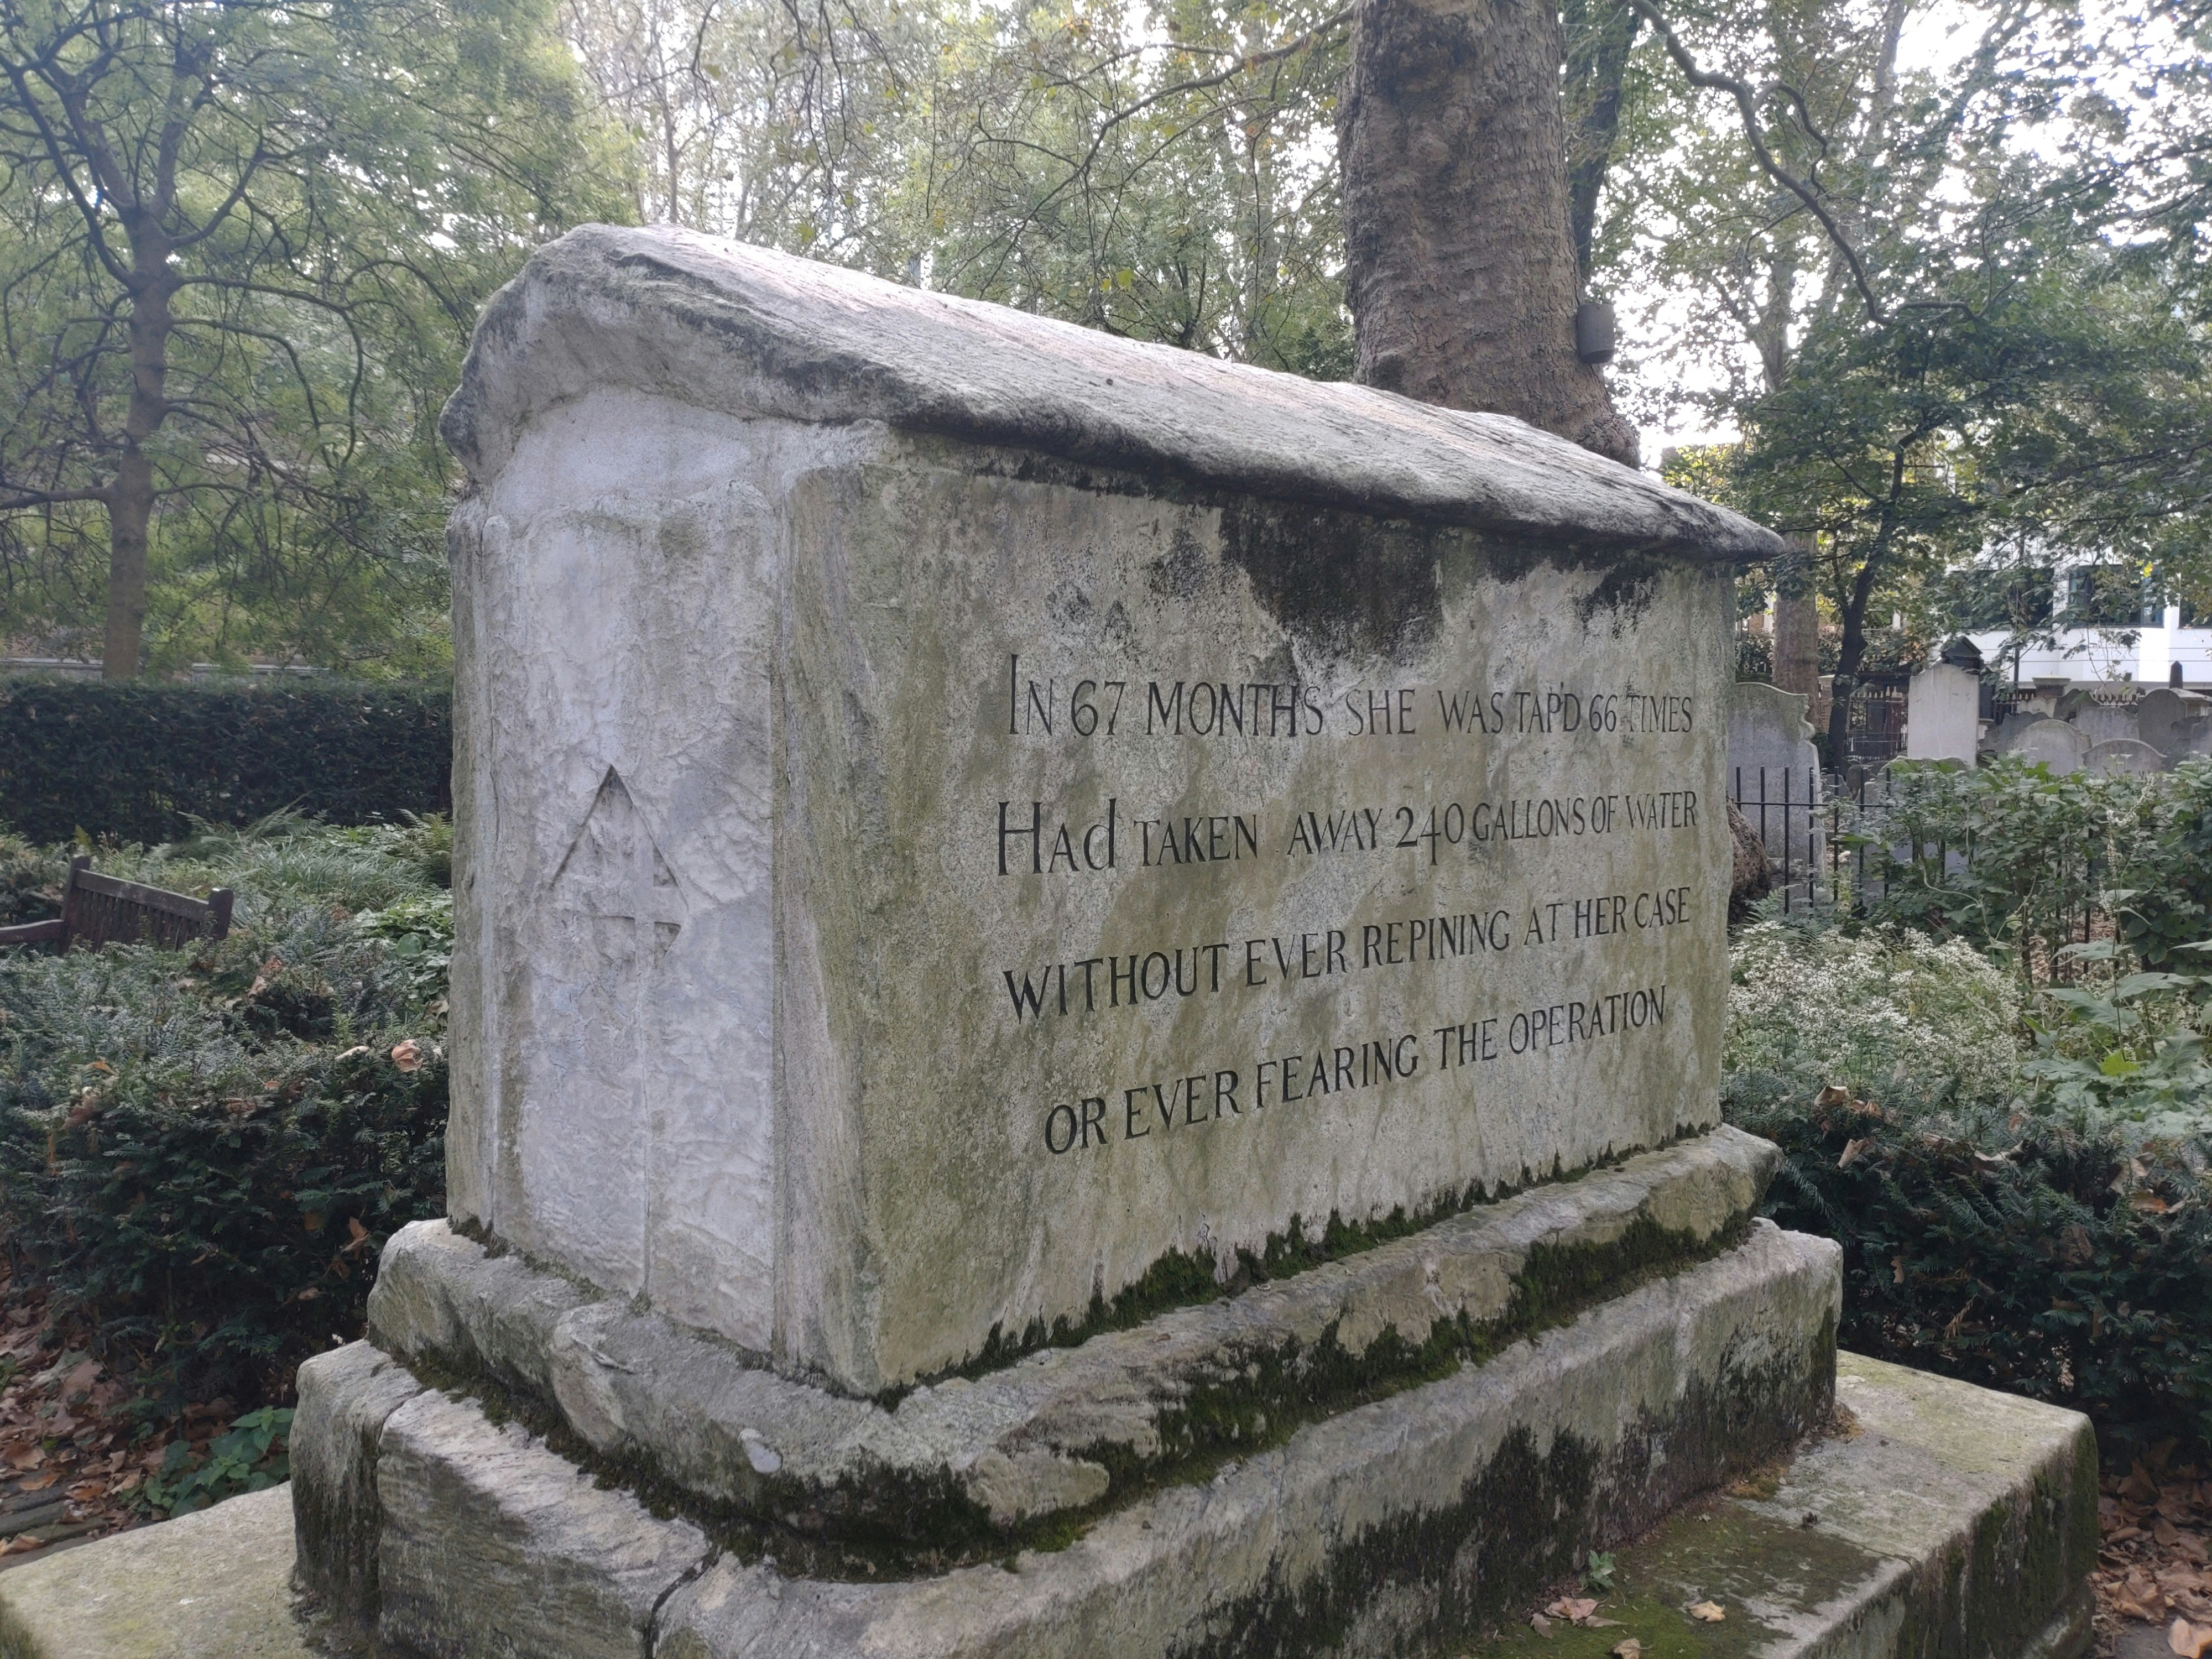 In 67 MONTHS SHE WAS TAPD 66 TIMES
Had TAKEN AWAY 240 GALLONS OF WATER
WITHOUT EVER REPINING AT HER CASE
OR EVER FEARING THE OPERATION